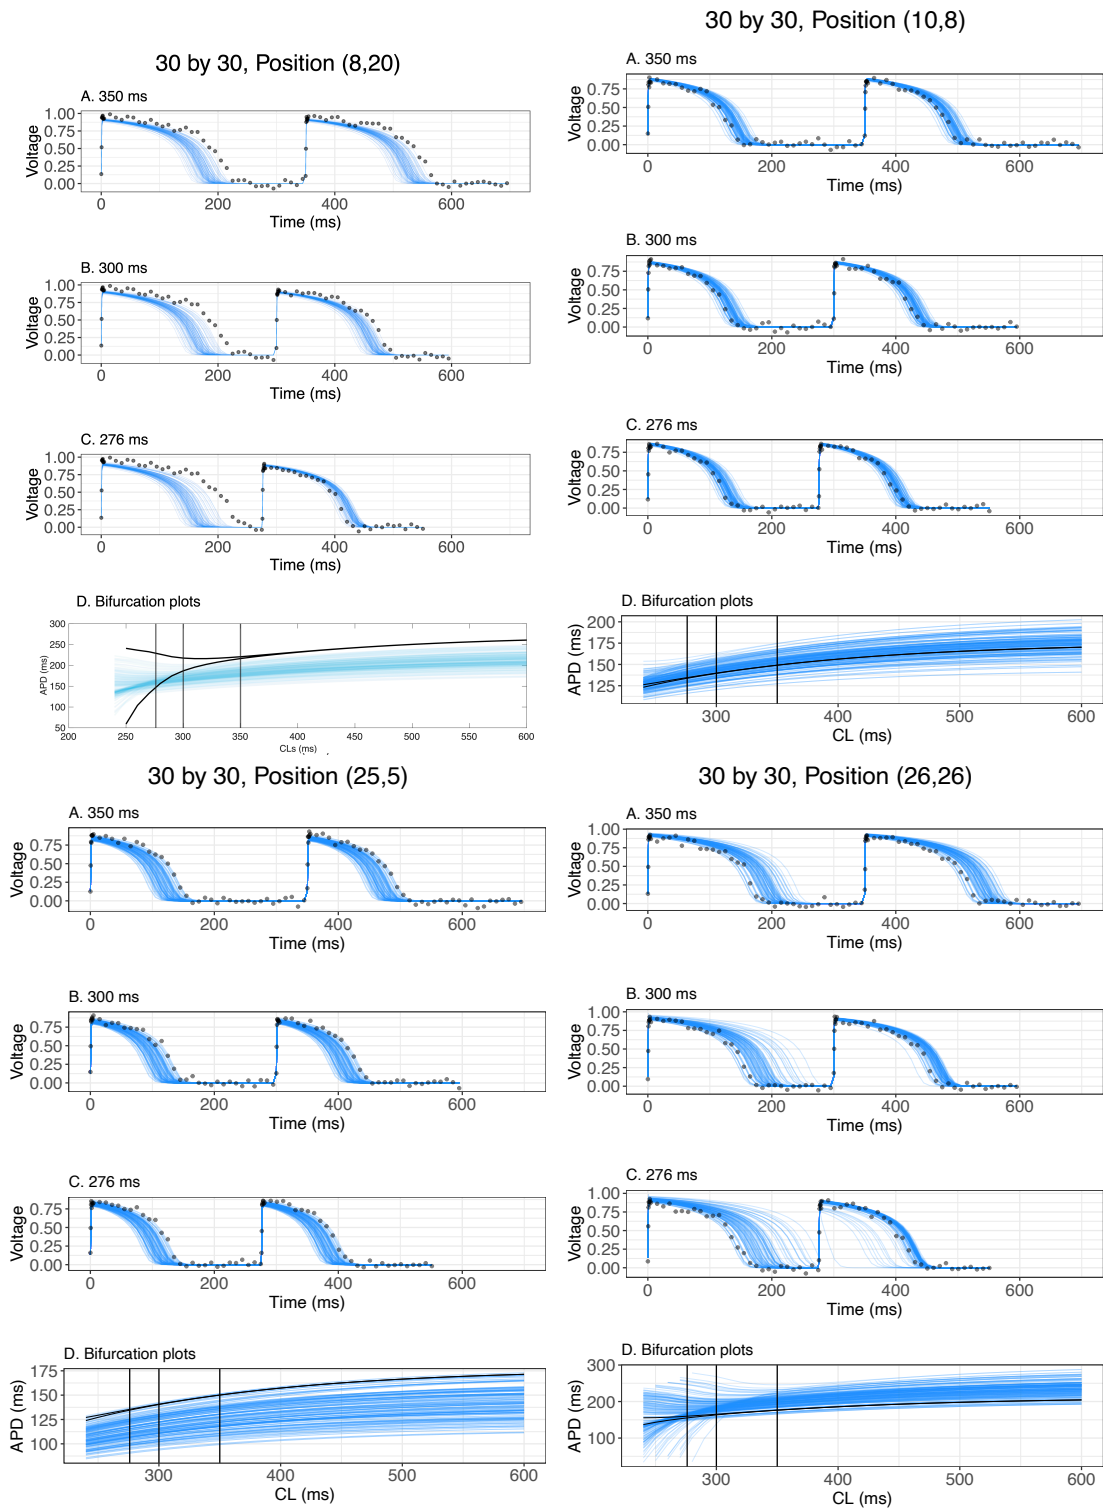 30 by 30, Position (8,20)
A. 350 ms
Voltage
1.00
0.75
0.50
0.25
0.00
0 200 400 600
Time (ms)
B. 300 ms
Voltage
1.00
0.75
0.50
0.25
0.00
0 200 400 600
Time (ms)
C. 276 ms
Voltage
1.00
0.75
0.50
0.25
0.00
0 200 400 600
Time (ms)
D. Bifurcation plots
APD (ms)
300
250
200
150
100
50
200 250 300 350 400 450 500 550 600
CLs (ms)
30 by 30, Position (10,8)
A. 350 ms
Voltage
0.75
0.50
0.25
0.00
0 200 400 600
Time (ms)
B. 300 ms
Voltage
0.75
0.50
0.25
0.00
0 200 400 600
Time (ms)
C. 276 ms
Voltage
0.75
0.50
0.25
0.00
0 200 400 600
Time (ms)
D. Bifurcation plots
APD (ms)
200
175
150
125
300 400 500 600
CL (ms)
30 by 30, Position (25,5)
A. 350 ms
Voltage
0.75
0.50
0.25
0.00
0 200 400 600
Time (ms)
B. 300 ms
Voltage
0.75
0.50
0.25
0.00
0 200 400 600
Time (ms)
C. 276 ms
Voltage
0.75
0.50
0.25
0.00
0 200 400 600
Time (ms)
D. Bifurcation plots
APD (ms)
175
150
125
100
300 400 500 600
CL (ms)
30 by 30, Position (26,26)
A. 350 ms
Voltage
1.00
0.75
0.50
0.25
0.00
0 200 400 600
Time (ms)
B. 300 ms
Voltage
1.00
0.75
0.50
0.25
0.00
0 200 400 600
Time (ms)
C. 276 ms
Voltage
1.00
0.75
0.50
0.25
0.00
0 200 400 600
Time (ms)
D. Bifurcation plots
APD (ms)
300
200
100
300 400 500 600
CL (ms)